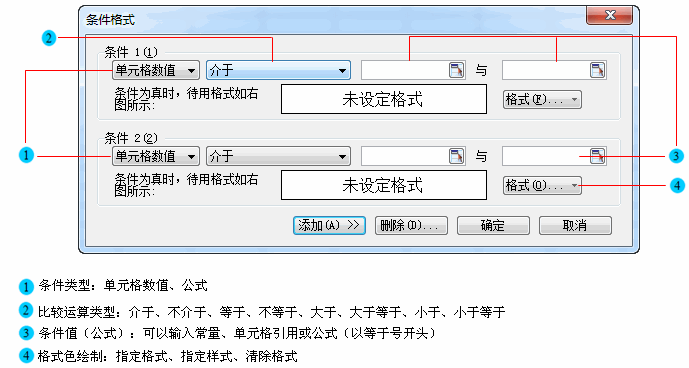 条件格式
2
条件 1(1)
单元格数值 介于 与
条件为真时，待用格式如右
图所示：
未设定格式 格式(F)...
条件 2(2)
1 单元格数值 介于 与 3
条件为真时，待用格式如右
图所示：
未设定格式 格式(O)... 4
添加(A) >> 删除(D)... 确定 取消
1 条件类型：单元格数值、公式
2 比较运算类型：介于、不介于、等于、不等于、大于、大于等于、小于、小于等于
3 条件值（公式）：可以输入常量、单元格引用或公式（以等于号开头）
4 格式色绘制：指定格式、指定样式、清除格式